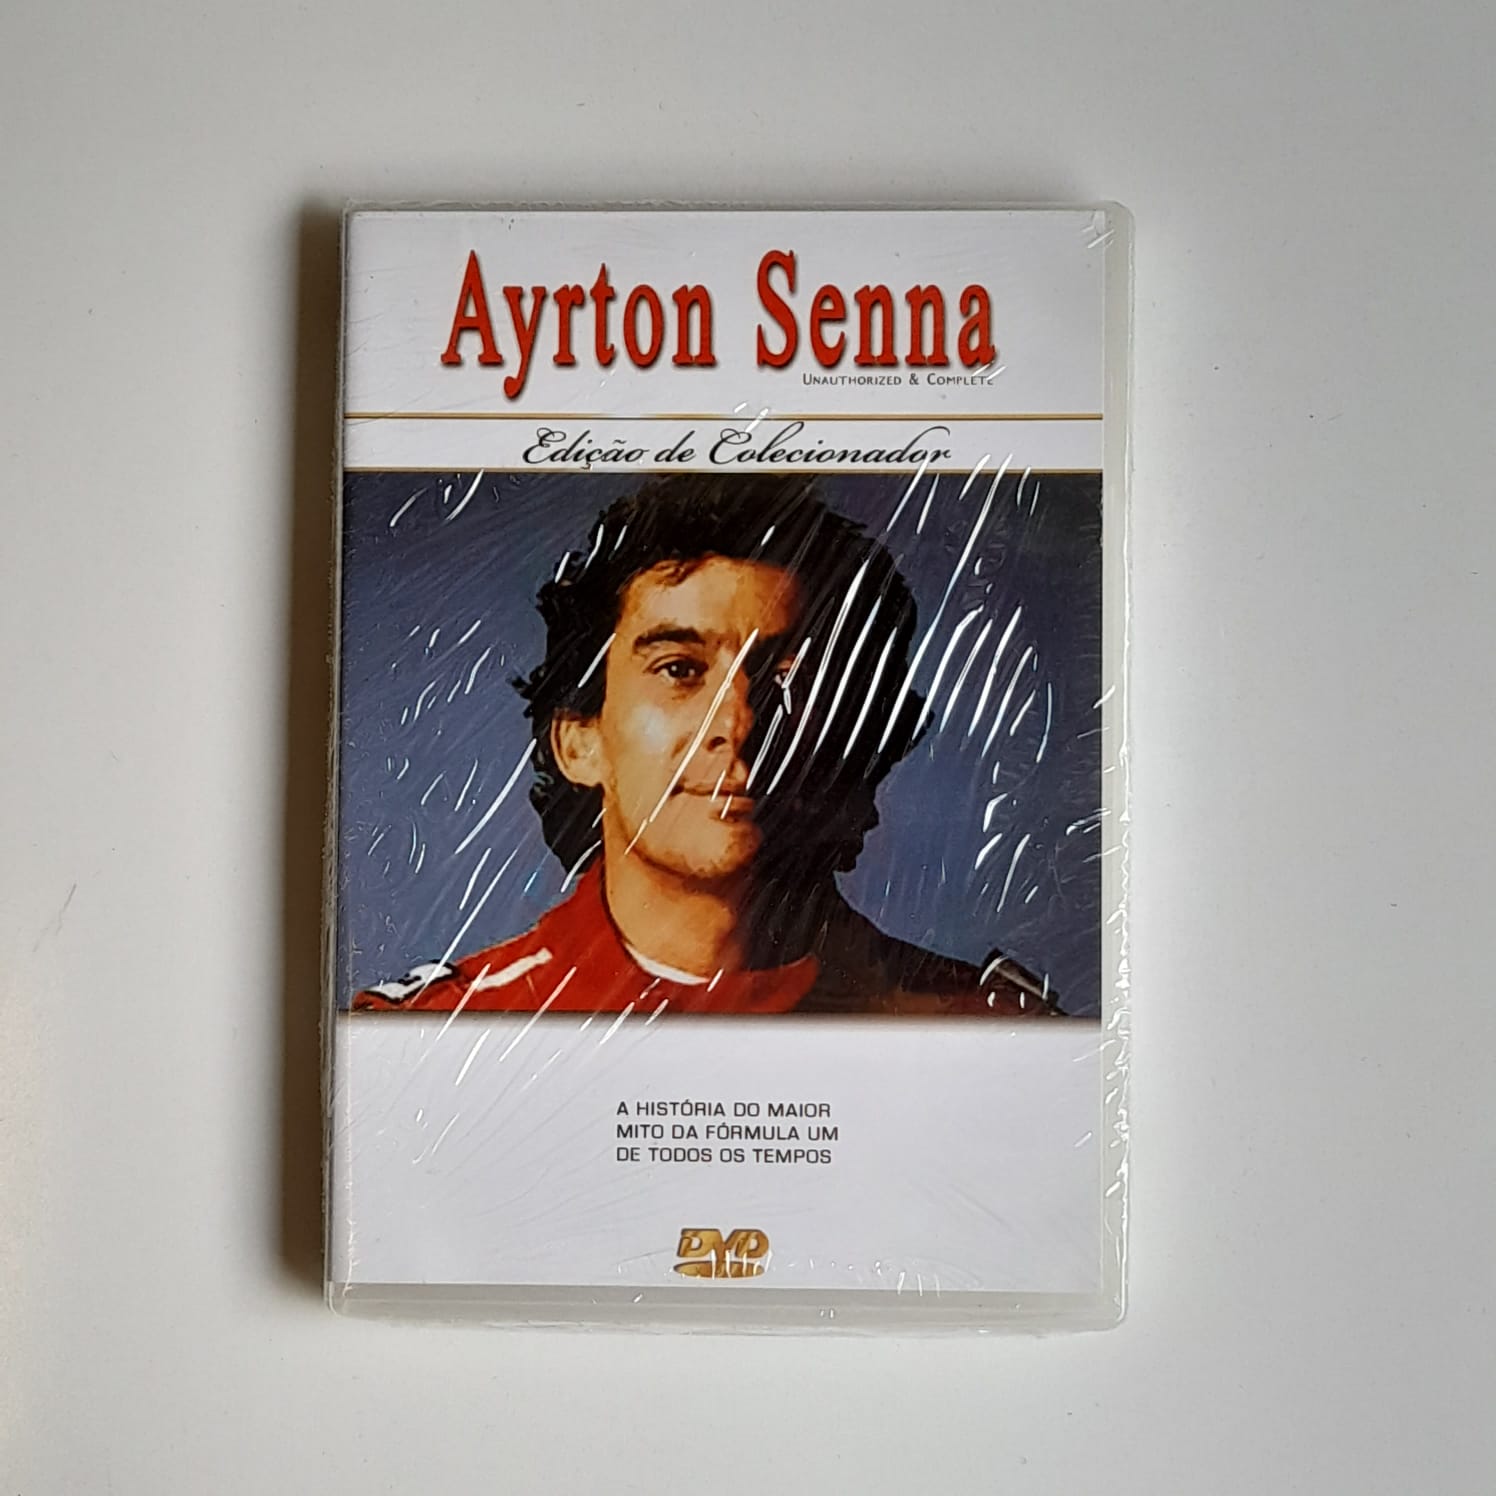 Ayrton Senna
Unauthorized & Complete
Edição de Colecionador
A HISTÓRIA DO MAIOR
MITO DA FÓRMULA UM
DE TODOS OS TEMPOS
DVD